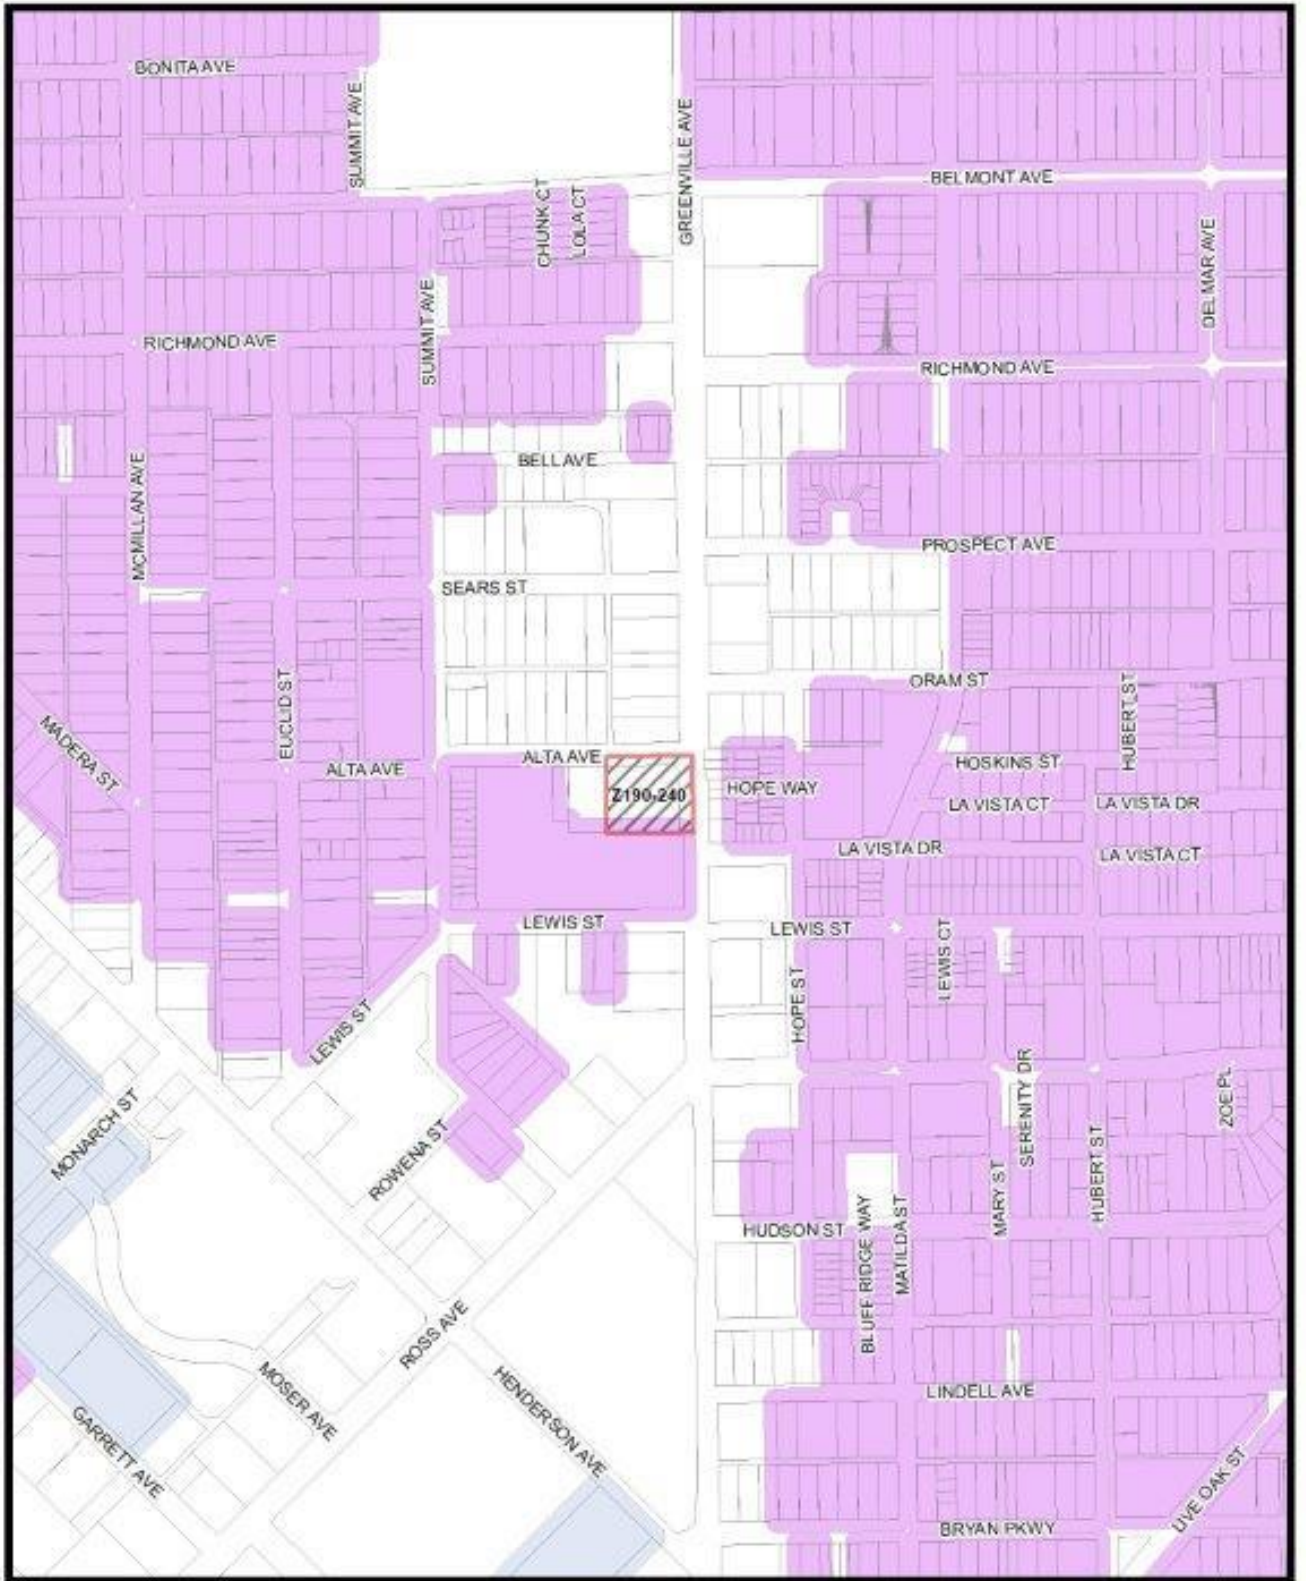 BONITA AVE
SUMMIT AVE
GREENVILLE AVE
BELMONT AVE
CHUNK CT
LOLA CT
DELMAR AVE
SUMMIT AVE
RICHMOND AVE
RICHMOND AVE
MCMILLAN AVE
BELL AVE
PROSPECT AVE
SEARS ST
EUCLID ST
ORAM ST
HUBERT ST
MADERA ST
ALTA AVE
ALTA AVE
HOSKINS ST
Z190-240
HOPE WAY
LA VISTA CT
LA VISTA DR
LA VISTA DR
LA VISTA CT
LEWIS ST
LEWIS ST
LEWIS CT
HOPE ST
LEWIS ST
SERENITY DR
ZOE PL
MONARCH ST
ROWENA ST
MARY ST
HUBERT ST
HUDSON ST
BLUFF RIDGE WAY
MATILDA ST
ROSS AVE
MOSER AVE
HENDERSON AVE
LINDELL AVE
GARRETT AVE
LIVE OAK ST
BRYAN PKWY